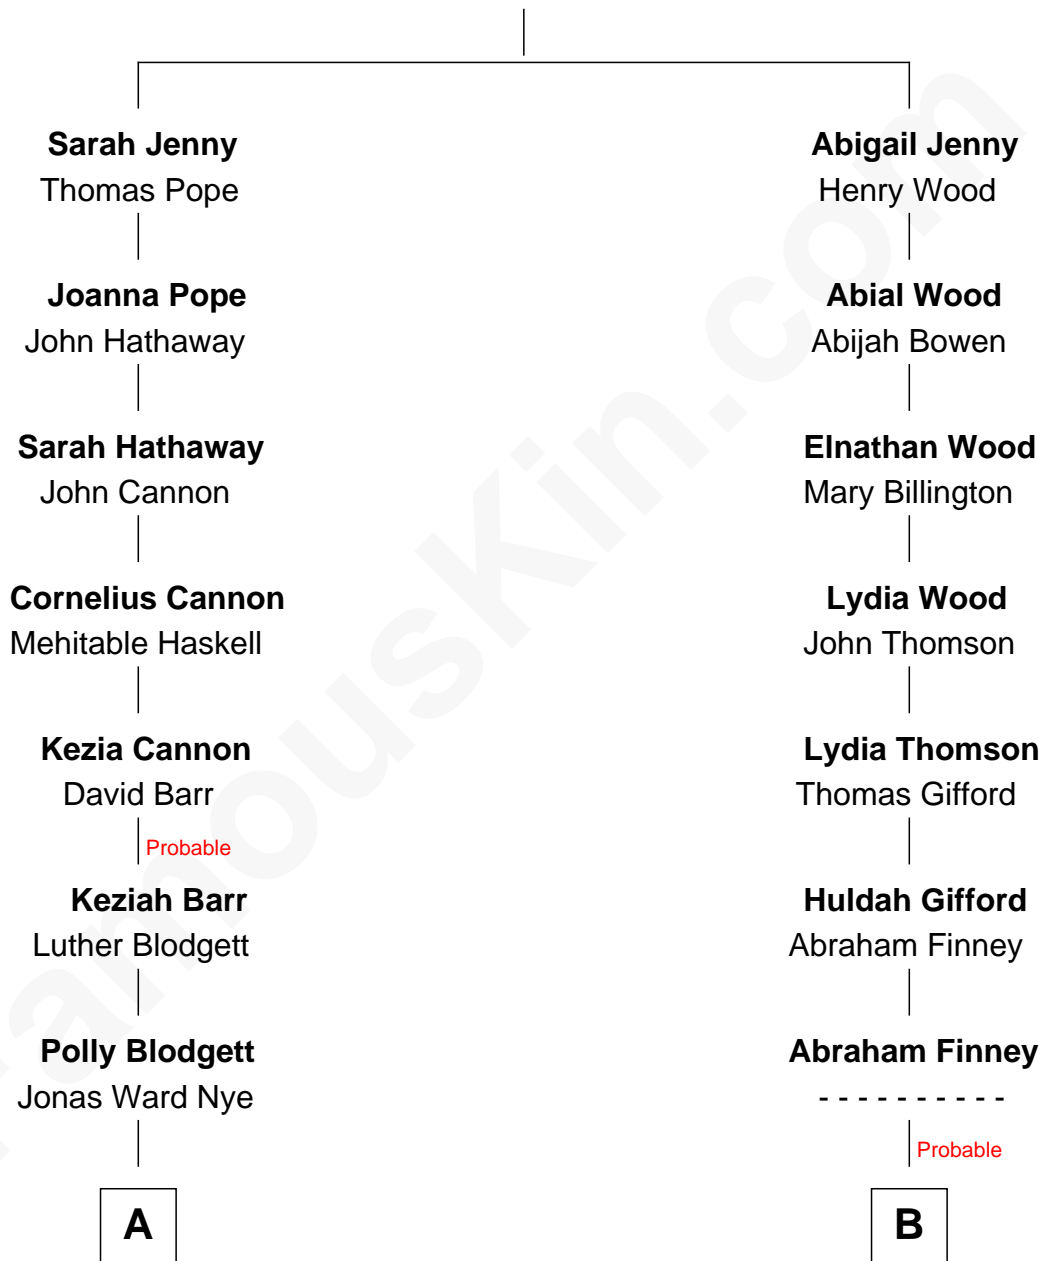 Sarah Jenny
Thomas Pope
Joanna Pope
John Hathaway
Sarah Hathaway
John Cannon
Cornelius Cannon
Mehitable Haskell
Kezia Cannon
David Barr
Probable
Keziah Barr
Luther Blodgett
Polly Blodgett
Jonas Ward Nye
A
Abigail Jenny
Henry Wood
Abial Wood
Abijah Bowen
Elnathan Wood
Mary Billington
Lydia Wood
John Thomson
Lydia Thomson
Thomas Gifford
Huldah Gifford
Abraham Finney
Abraham Finney
- - - - - - - - - -
Probable
B
FamousKin.com